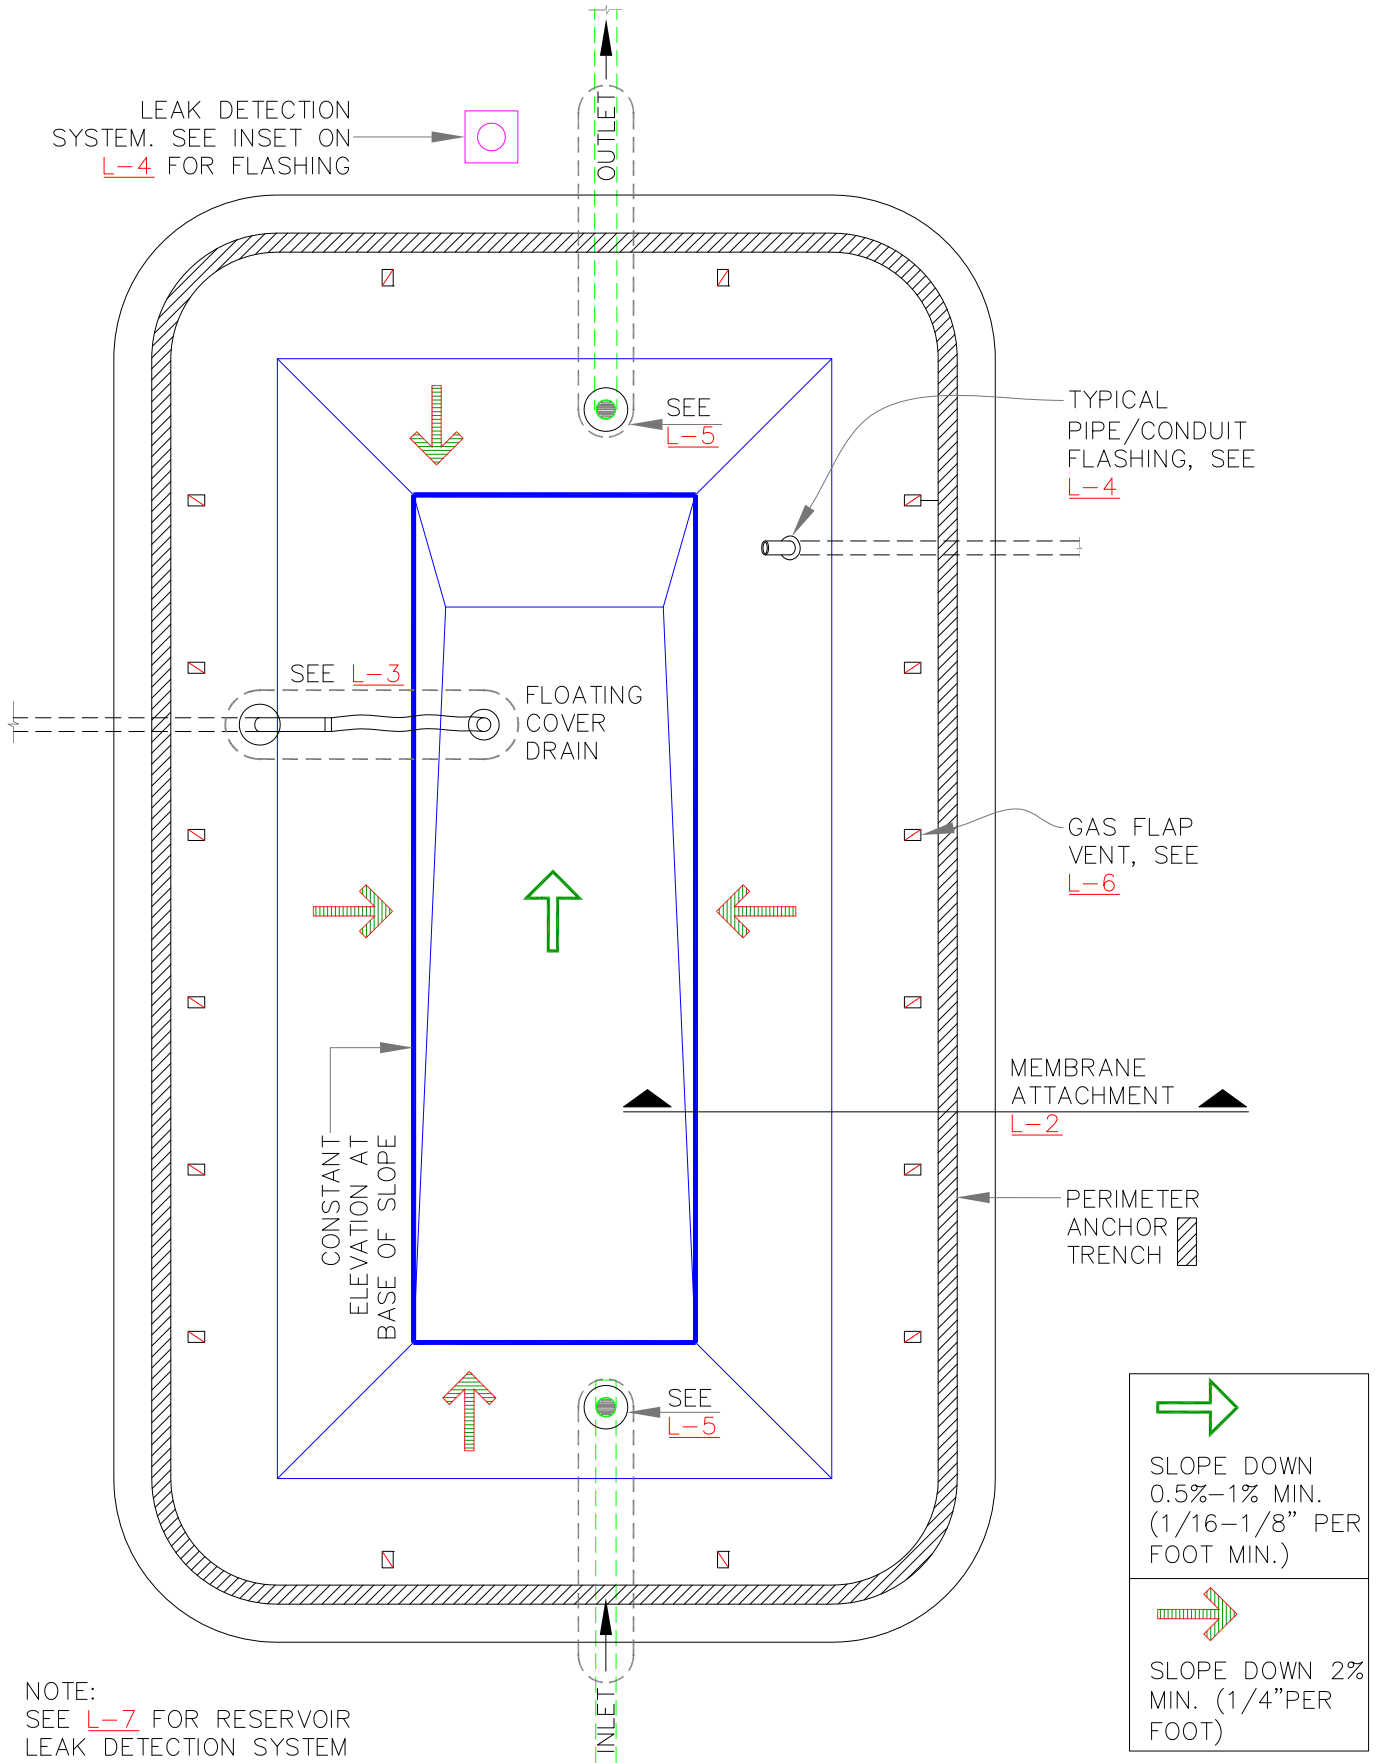 OUTLET
LEAK DETECTION
SYSTEM. SEE INSET ON
L-4 FOR FLASHING
SEE
L-5
TYPICAL
PIPE/CONDUIT
FLASHING, SEE
L-4
SEE L-3
FLOATING
COVER
DRAIN
GAS FLAP
VENT, SEE
L-6
MEMBRANE
ATTACHMENT
L-2
CONSTANT
ELEVATION AT
BASE OF SLOPE
PERIMETER
ANCHOR
TRENCH
SEE
L-5
SLOPE DOWN
0.5%-1% MIN.
(1/16-1/8” PER
FOOT MIN.)
SLOPE DOWN 2%
MIN. (1/4”PER
FOOT)
INLET
NOTE:
SEE L-7 FOR RESERVOIR
LEAK DETECTION SYSTEM